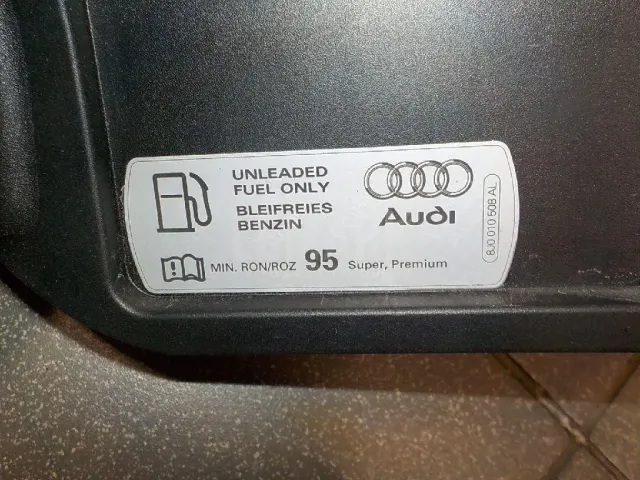 UNLEADED
FUEL ONLY
BLEIFREIES
BENZIN
Audi
8J0 010 508 AL
MIN. RON/ROZ 95 Super, Premium